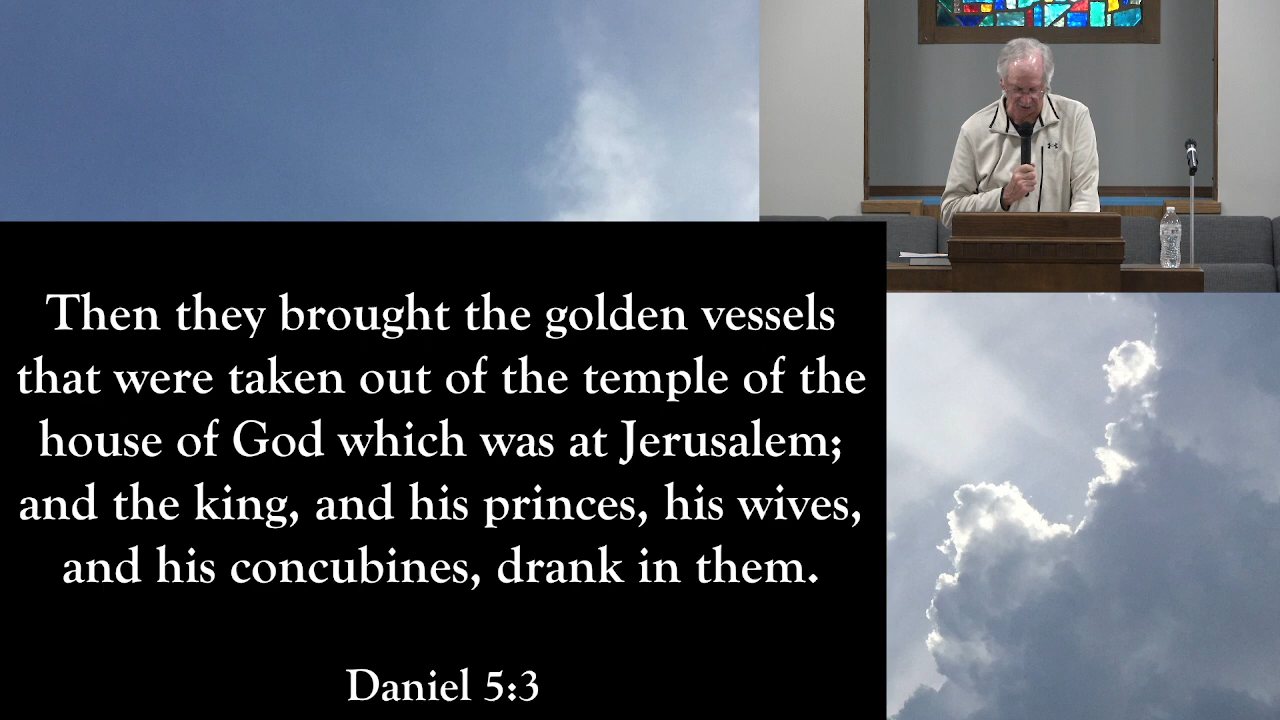 Then they brought the golden vessels
that were taken out of the temple of the
house of God which was at Jerusalem;
and the king, and his princes, his wives,
and his concubines, drank in them.
Daniel 5:3